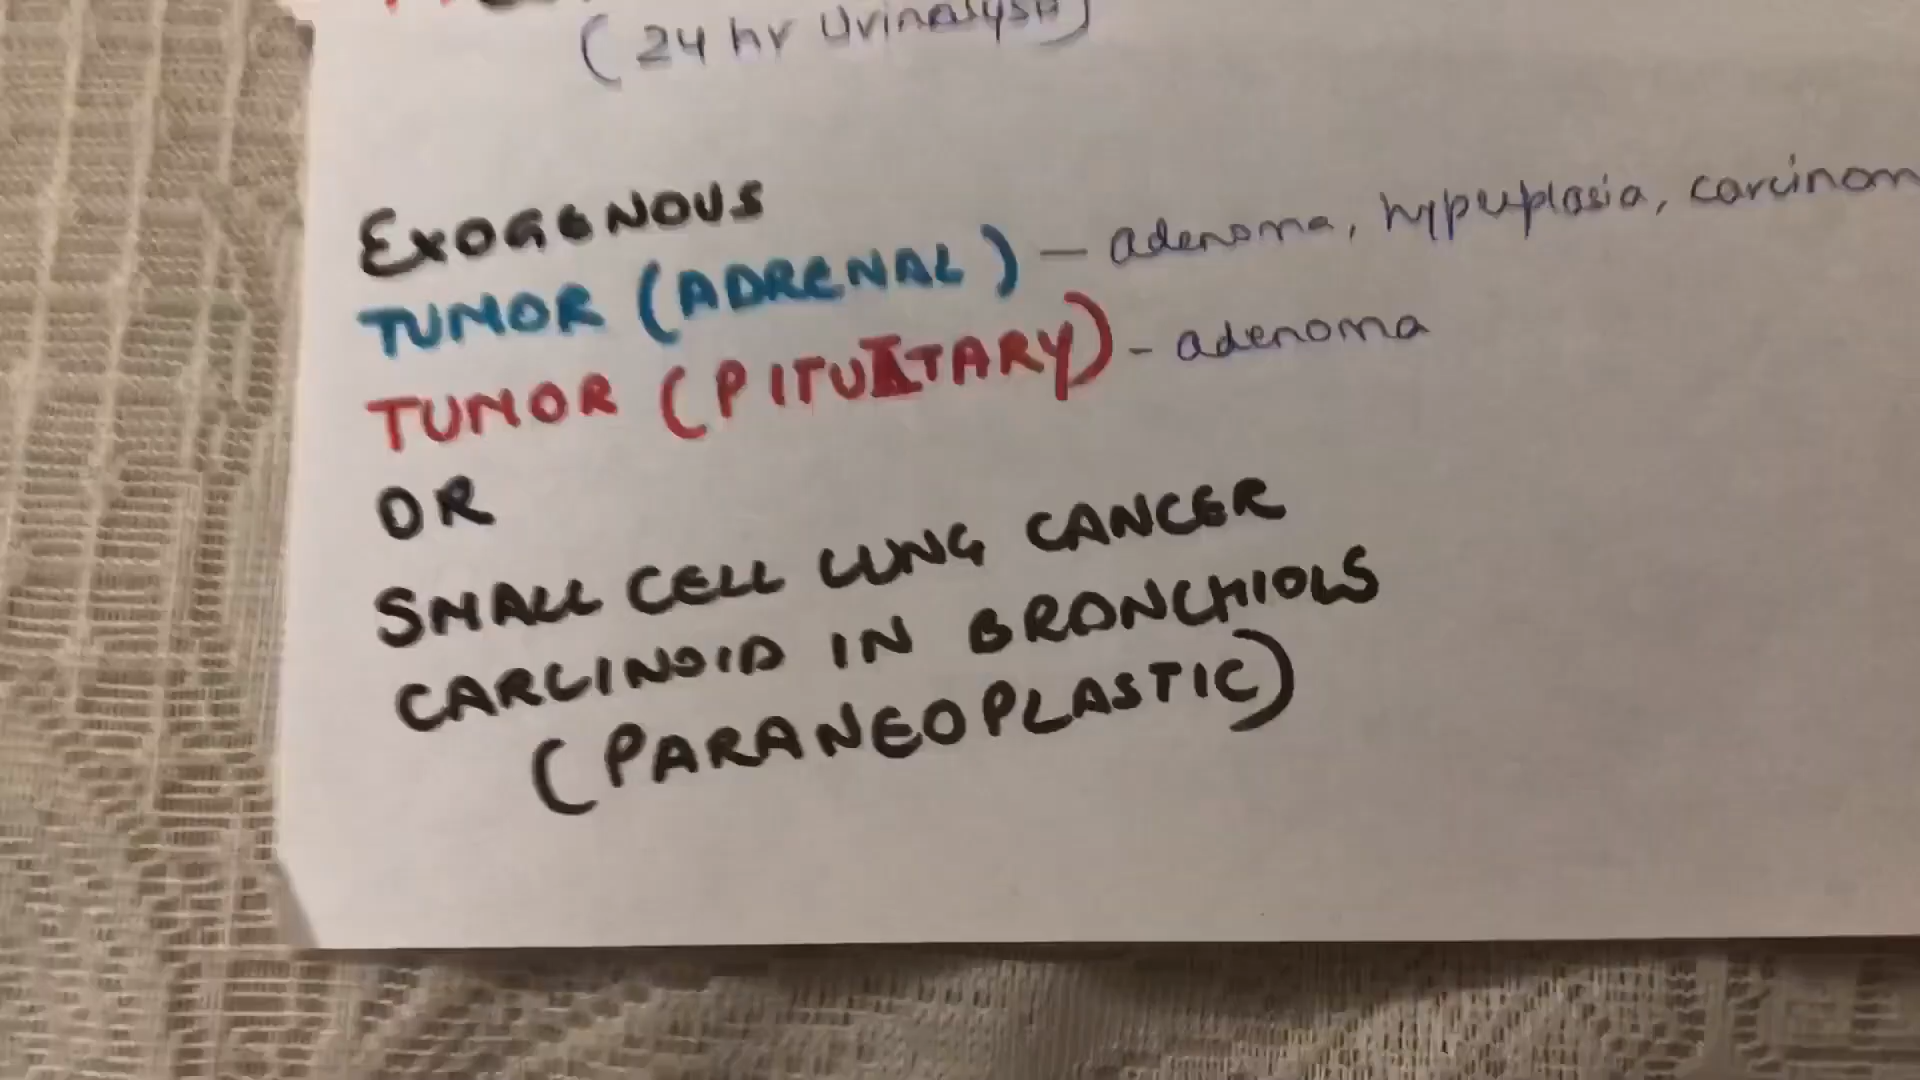 (24 hr Urinalysis)
EXOGENOUS
TUMOR (ADRENAL) - adenoma, hyperplasia, carcinom
TUMOR (PITUITARY) - adenoma
OR
SMALL CELL LUNG CANCER
CARCINOID IN BRONCHIOLS
(PARANEOPLASTIC)